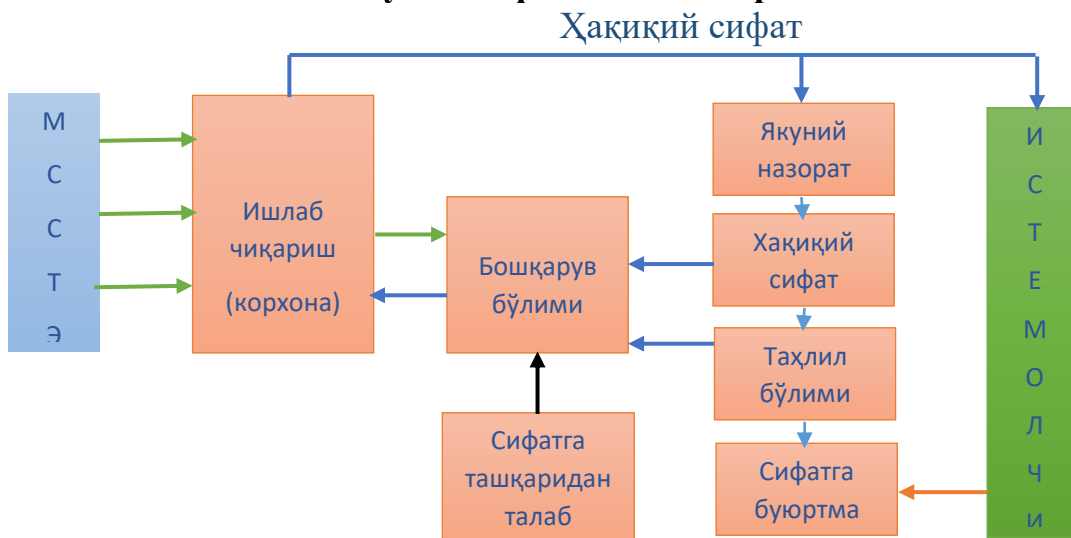 Ҳақиқий сифат
М
С
С
Т
Э
Ишлаб
чиқариш
(корхона)
Бошқарув
бўлими
Сифатга
ташқаридан
талаб
Якуний
назорат
Хақиқий
сифат
Таҳлил
бўлими
Сифатга
буюртма
И
С
Т
Е
М
О
Л
Ч
И